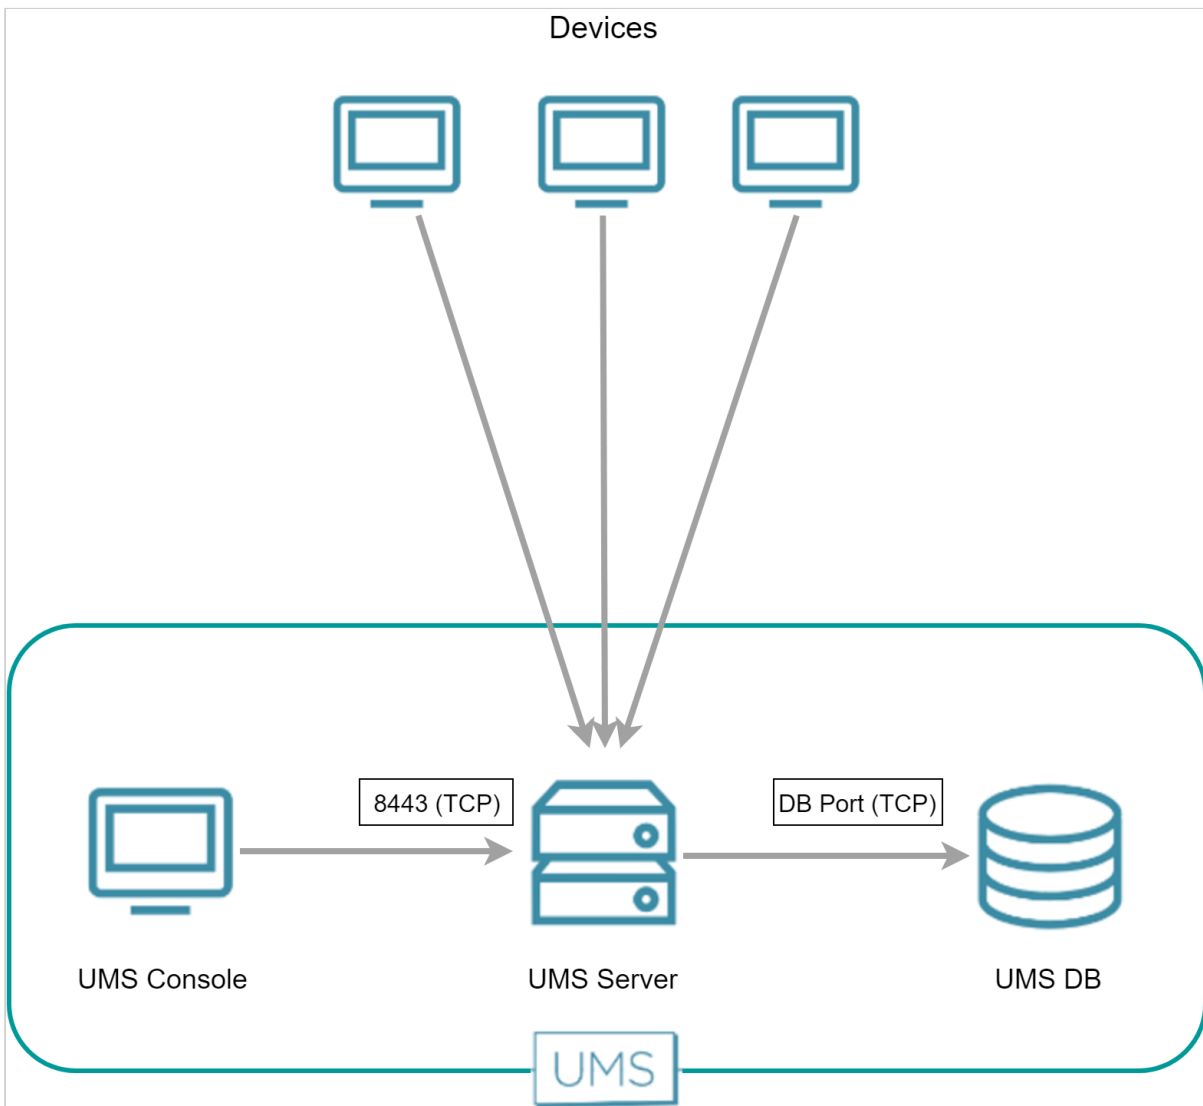 Devices
8443 (TCP)
DB Port (TCP)
UMS Console
UMS Server
UMS DB
UMS